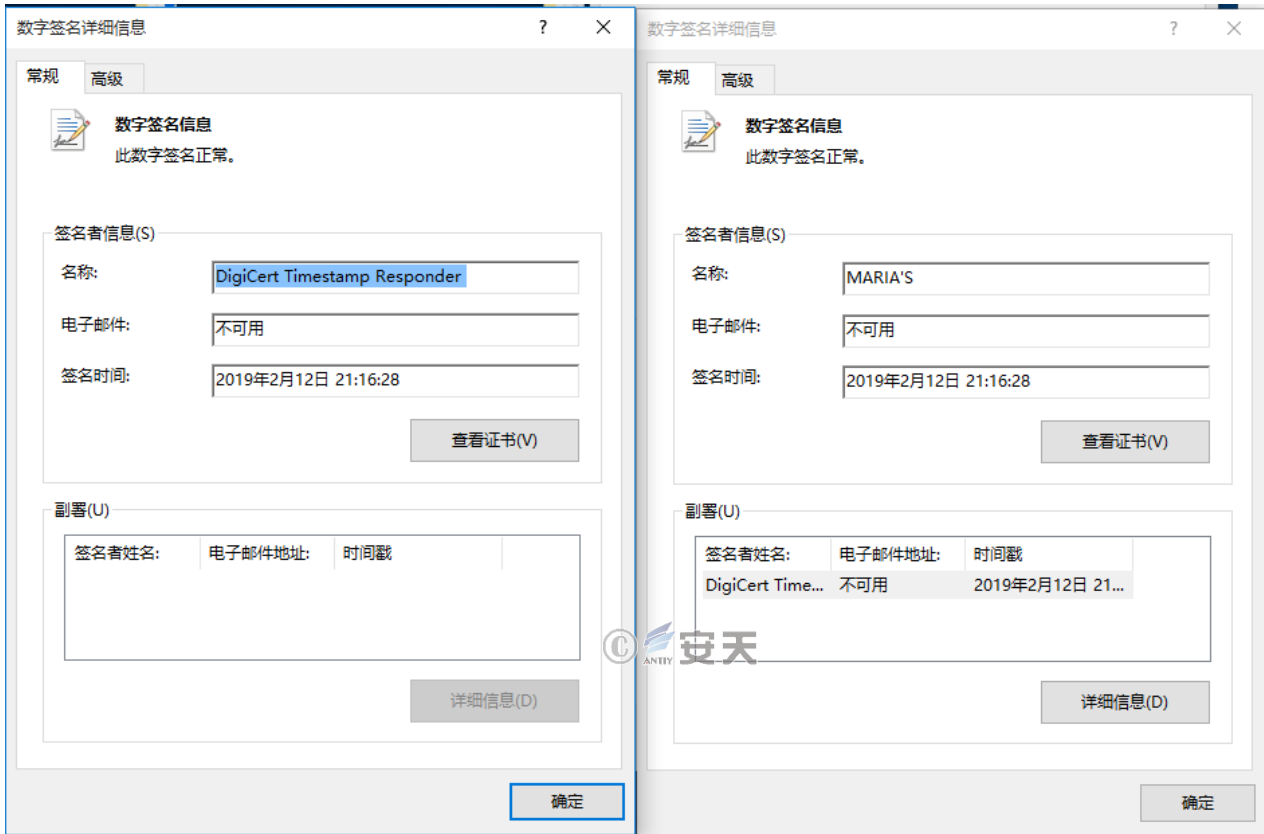 数字签名详细信息
常规
高级
数字签名信息
此数字签名正常。
签名者信息(S)
名称:
DigiCert Timestamp Responder
电子邮件:
不可用
签名时间:
2019年2月12日 21:16:28
查看证书(V)
副署(U)
签名者姓名: 电子邮件地址: 时间戳
详细信息(D)
确定
数字签名详细信息
常规
高级
数字签名信息
此数字签名正常。
签名者信息(S)
名称:
MARIA'S
电子邮件:
不可用
签名时间:
2019年2月12日 21:16:28
查看证书(V)
副署(U)
签名者姓名: 电子邮件地址: 时间戳
DigiCert Time... 不可用 2019年2月12日 21...
详细信息(D)
确定
© ANTIY 安天